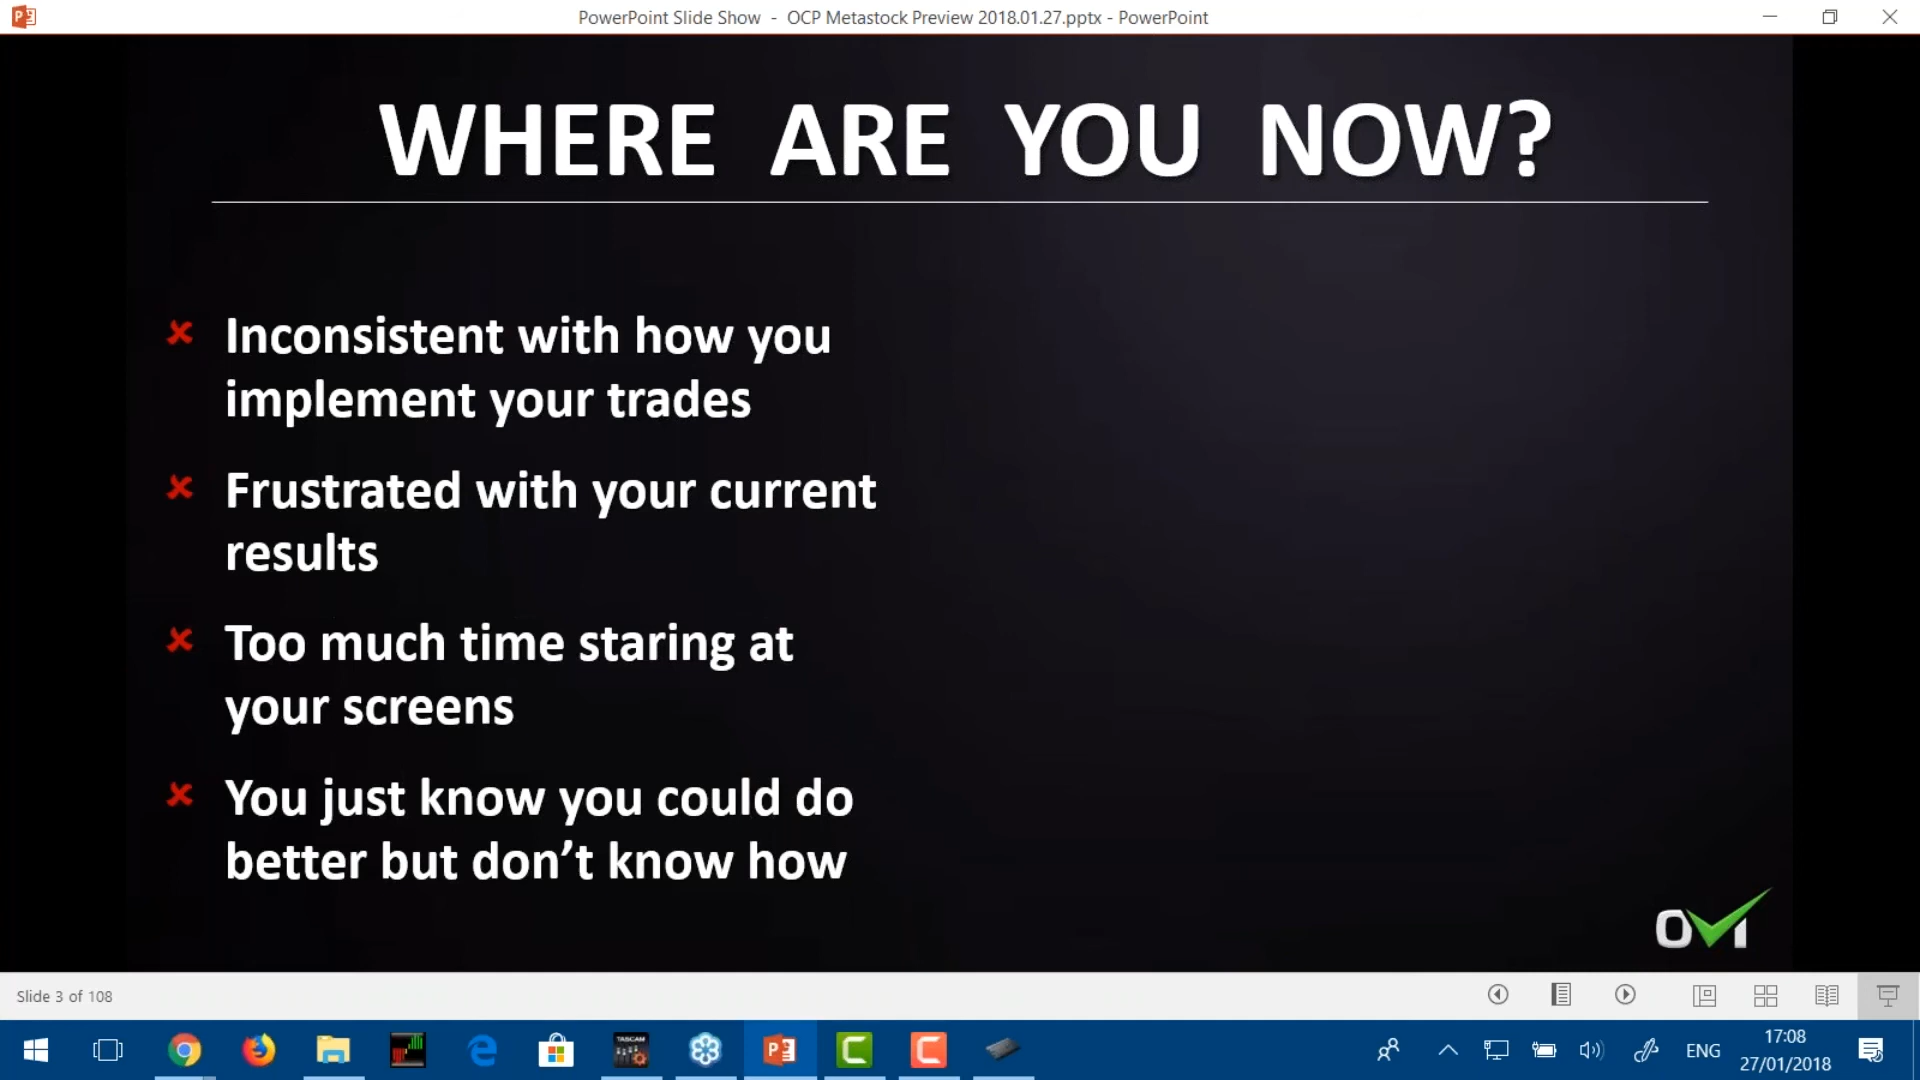 PowerPoint Slide Show - OCP Metastock Preview 2018.01.27.pptx - PowerPoint
WHERE ARE YOU NOW?
Inconsistent with how you
implement your trades
Frustrated with your current
results
Too much time staring at
your screens
You just know you could do
better but don’t know how
OVI
Slide 3 of 108
TASCAM
ENG
17:08
27/01/2018